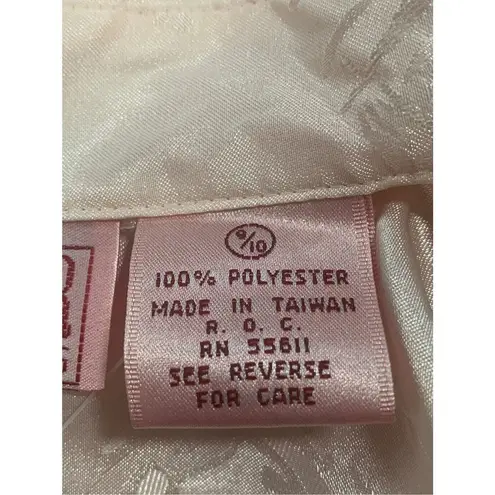 9/10
100% POLYESTER
MADE IN TAIWAN
R. O. C.
RN 55611
SEE REVERSE
FOR CARE